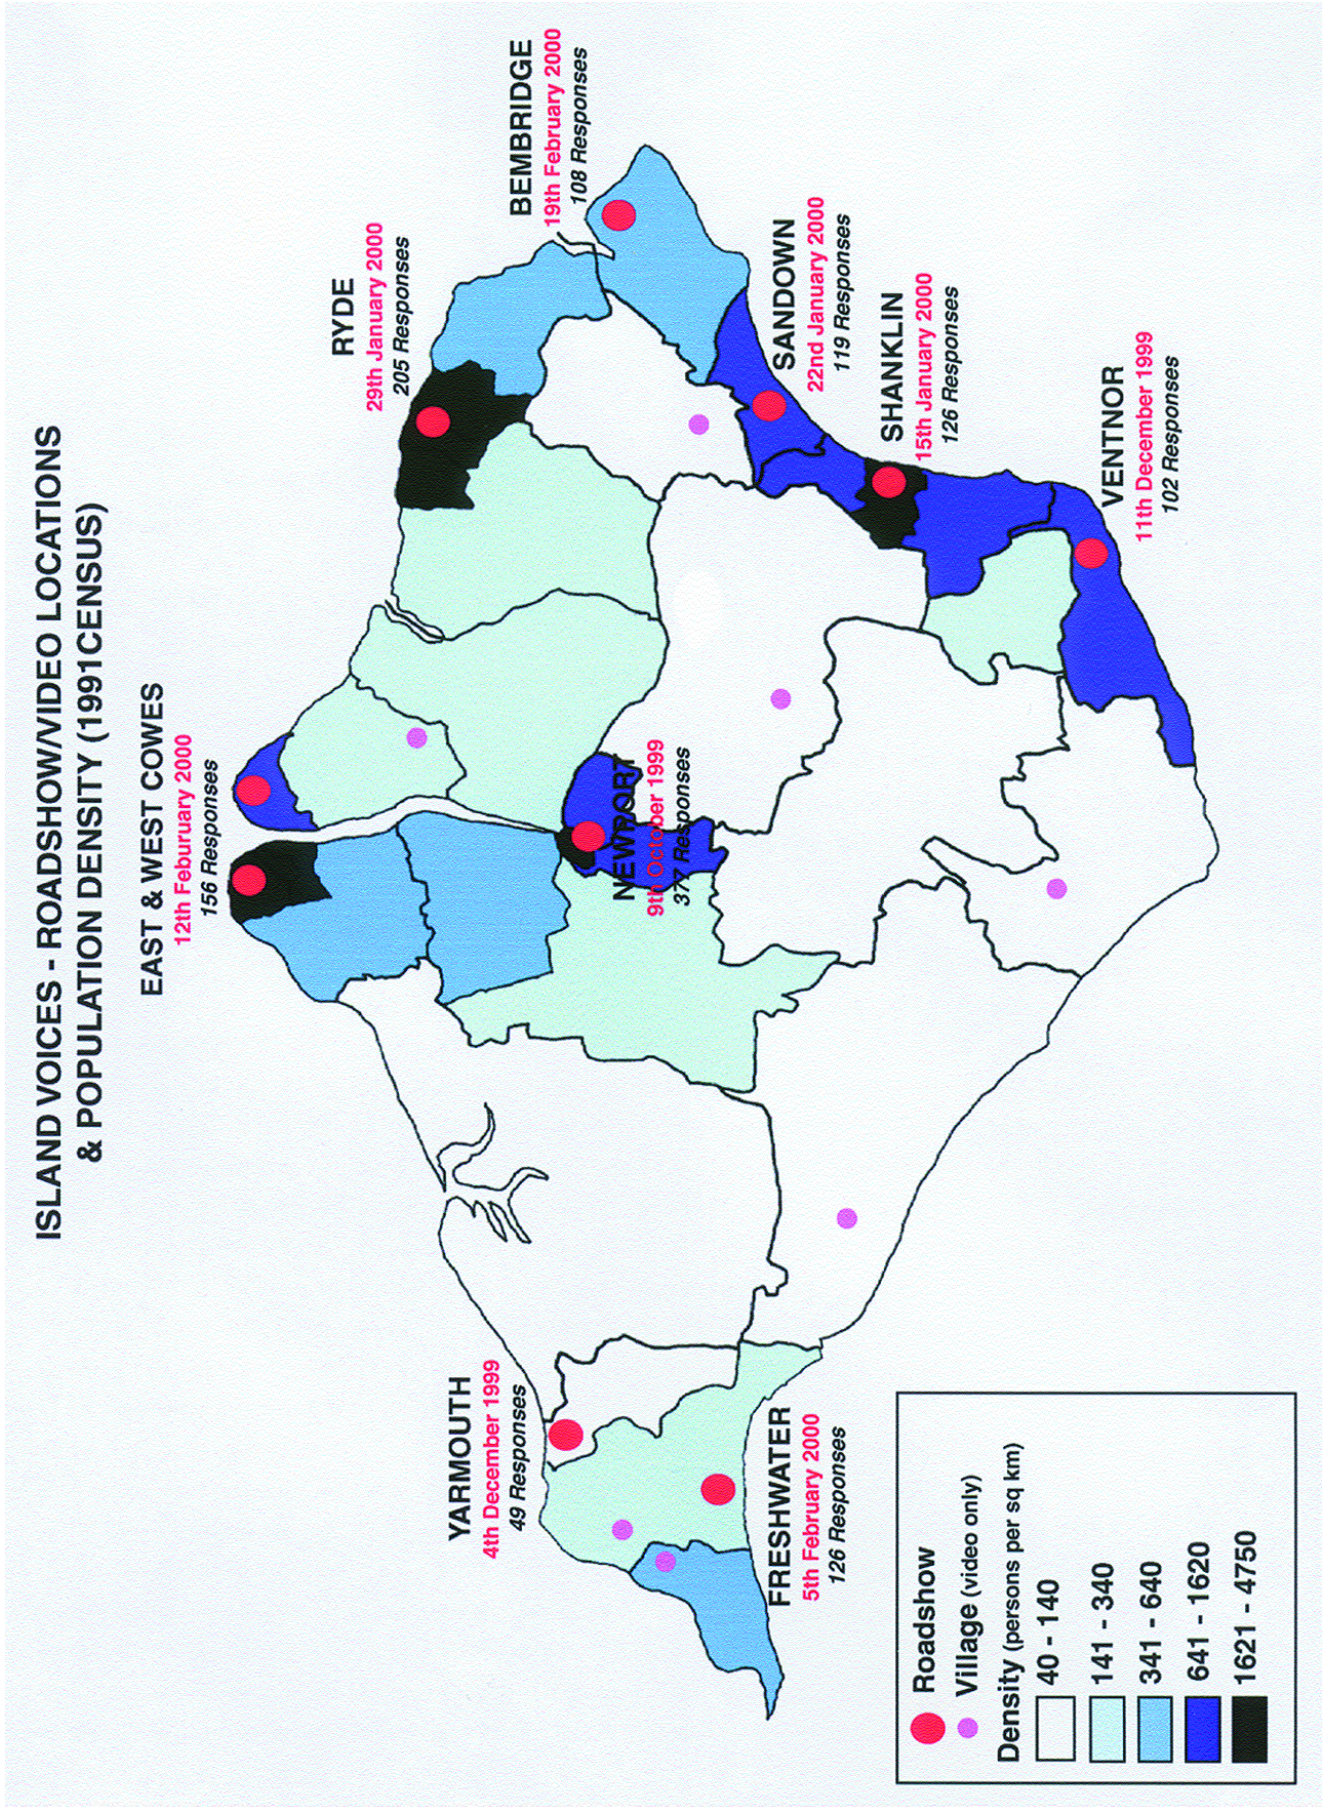 ISLAND VOICES - ROADSHOW/VIDEO LOCATIONS
& POPULATION DENSITY (1991CENSUS)
EAST & WEST COWES
12th Feburuary 2000
156 Responses
RYDE
29th January 2000
205 Responses
BEMBRIDGE
19th February 2000
108 Responses
YARMOUTH
4th December 1999
49 Responses
NEWPORT
9th October 1999
377 Responses
SANDOWN
22nd January 2000
119 Responses
FRESHWATER
5th February 2000
126 Responses
SHANKLIN
15th January 2000
126 Responses
VENTNOR
11th December 1999
102 Responses
Roadshow
Village (video only)
Density (persons per sq km)
40 - 140
141 - 340
341 - 640
641 - 1620
1621 - 4750